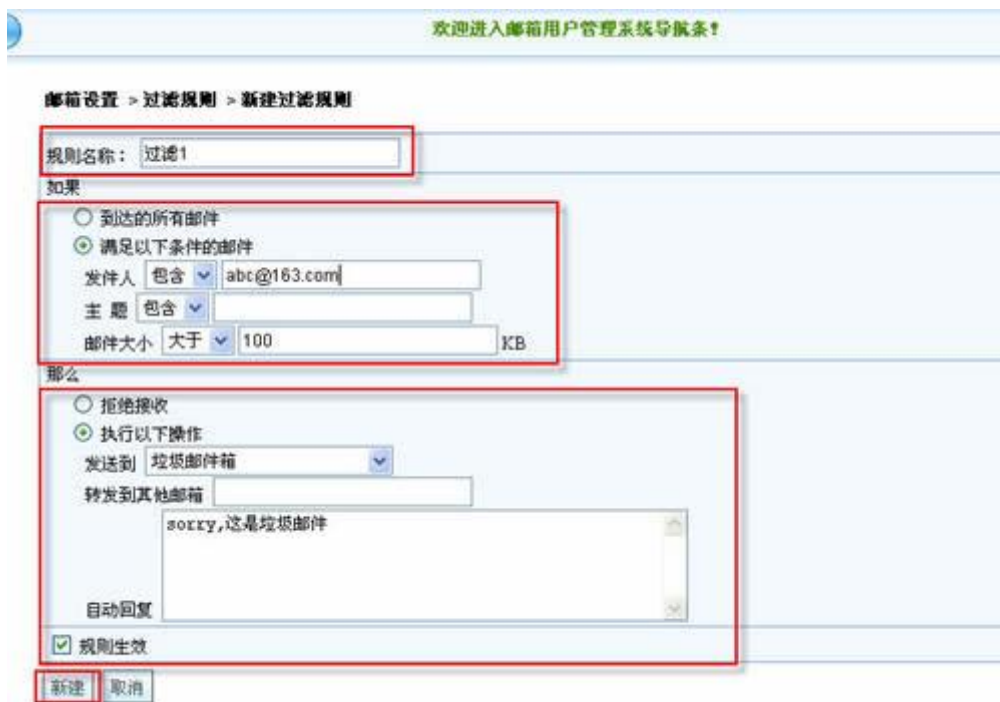 欢迎进入邮箱用户管理系统导航条!
邮箱设置 > 过滤规则 > 新建过滤规则
规则名称： 过滤1
如果
到达的所有邮件
满足以下条件的邮件
发件人 包含 abc@163.com
主 题 包含
邮件大小 大于 100 KB
那么
拒绝接收
执行以下操作
发送到 垃圾邮件箱
转发到其他邮箱
sorry,这是垃圾邮件
自动回复
规则生效
新建 取消